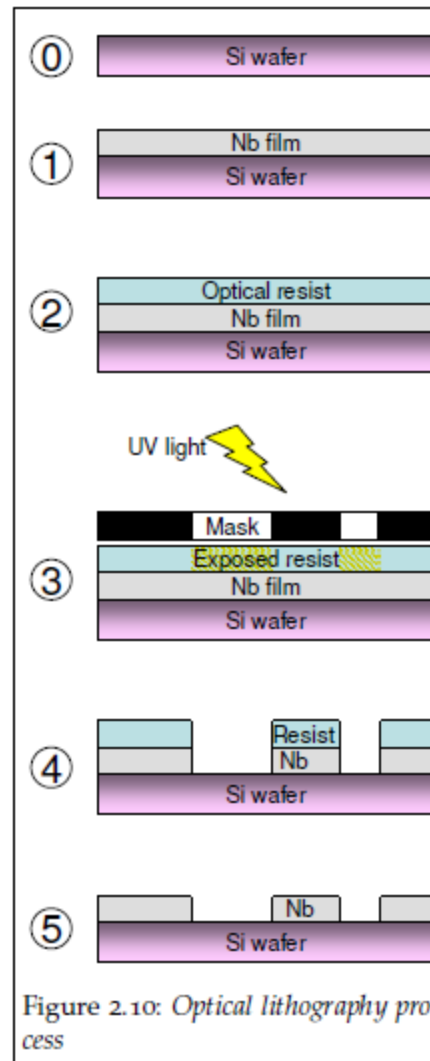 0
Si wafer
1
Nb film
Si wafer
2
Optical resist
Nb film
Si wafer
UV light
Mask
3
Exposed resist
Nb film
Si wafer
4
Resist
Nb
Si wafer
5
Nb
Si wafer
Figure 2.10: Optical lithography pro
cess